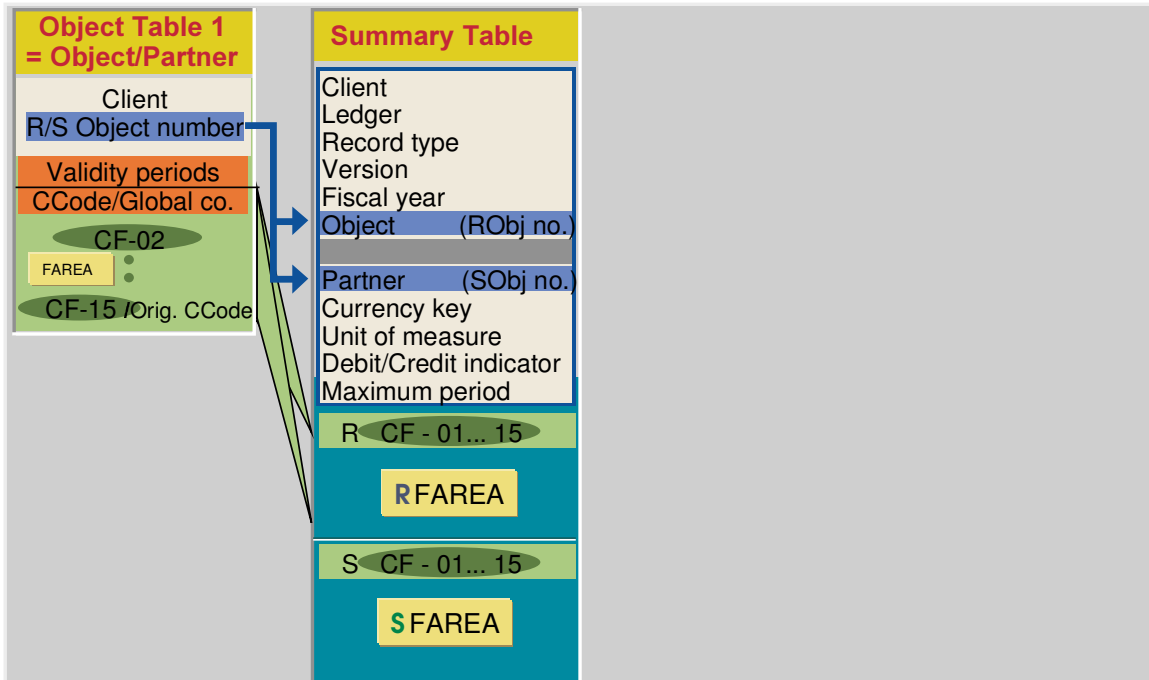 Object Table 1
= Object/Partner
Client
R/S Object number
Validity periods
CCode/Global co.
CF-02
FAREA
CF-15 /Orig. CCode
Summary Table
Client
Ledger
Record type
Version
Fiscal year
Object (RObj no.)
Partner (SObj no.)
Currency key
Unit of measure
Debit/Credit indicator
Maximum period
R CF - 01... 15
R FAREA
S CF - 01... 15
S FAREA